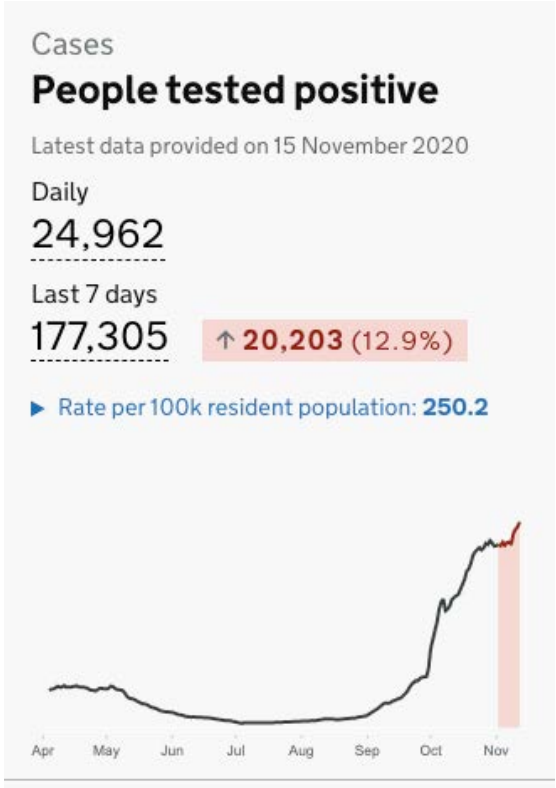 Cases
People tested positive
Latest data provided on 15 November 2020
Daily
24,962
Last 7 days
177,305 ↑ 20,203 (12.9%)
► Rate per 100k resident population: 250.2
Apr May Jun Jul Aug Sep Oct Nov